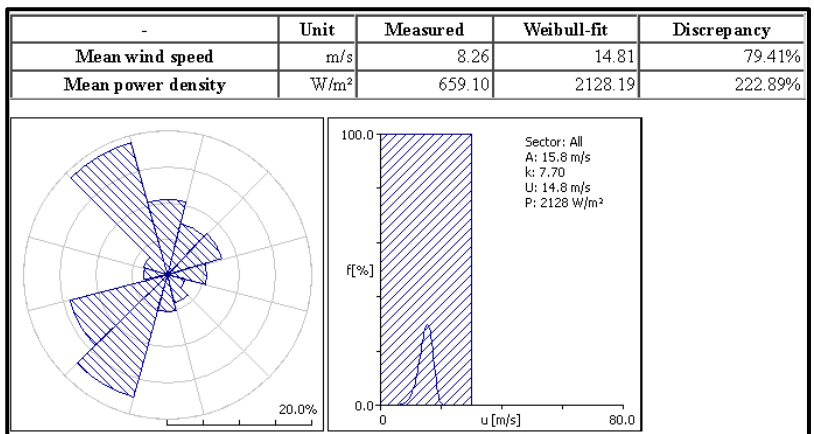 - Unit Measured Weibull-fit Discrepancy
Mean wind speed m/s 8.26 14.81 79.41%
Mean power density W/m² 659.10 2128.19 222.89%
20.0%
100.0
Sector: All
A: 15.8 m/s
k: 7.70
U: 14.8 m/s
P: 2128 W/m²
f[%]
0.0
0 u [m/s] 80.0